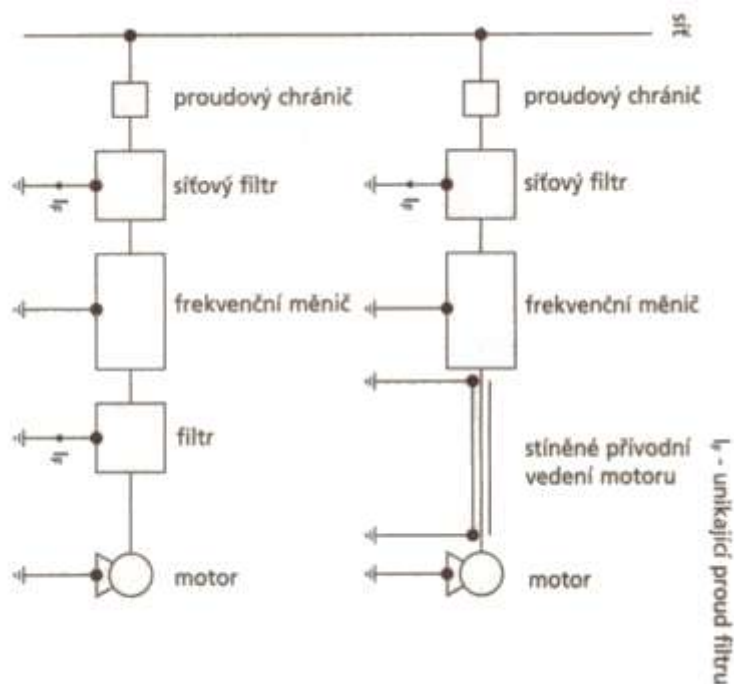 síť
proudový chránič
proudový chránič
síťový filtr
síťový filtr
I_F
I_F
frekvenční měnič
frekvenční měnič
filtr
I_F
stíněné přívodní
vedení motoru
motor
motor
I_F - unikající proud filtru